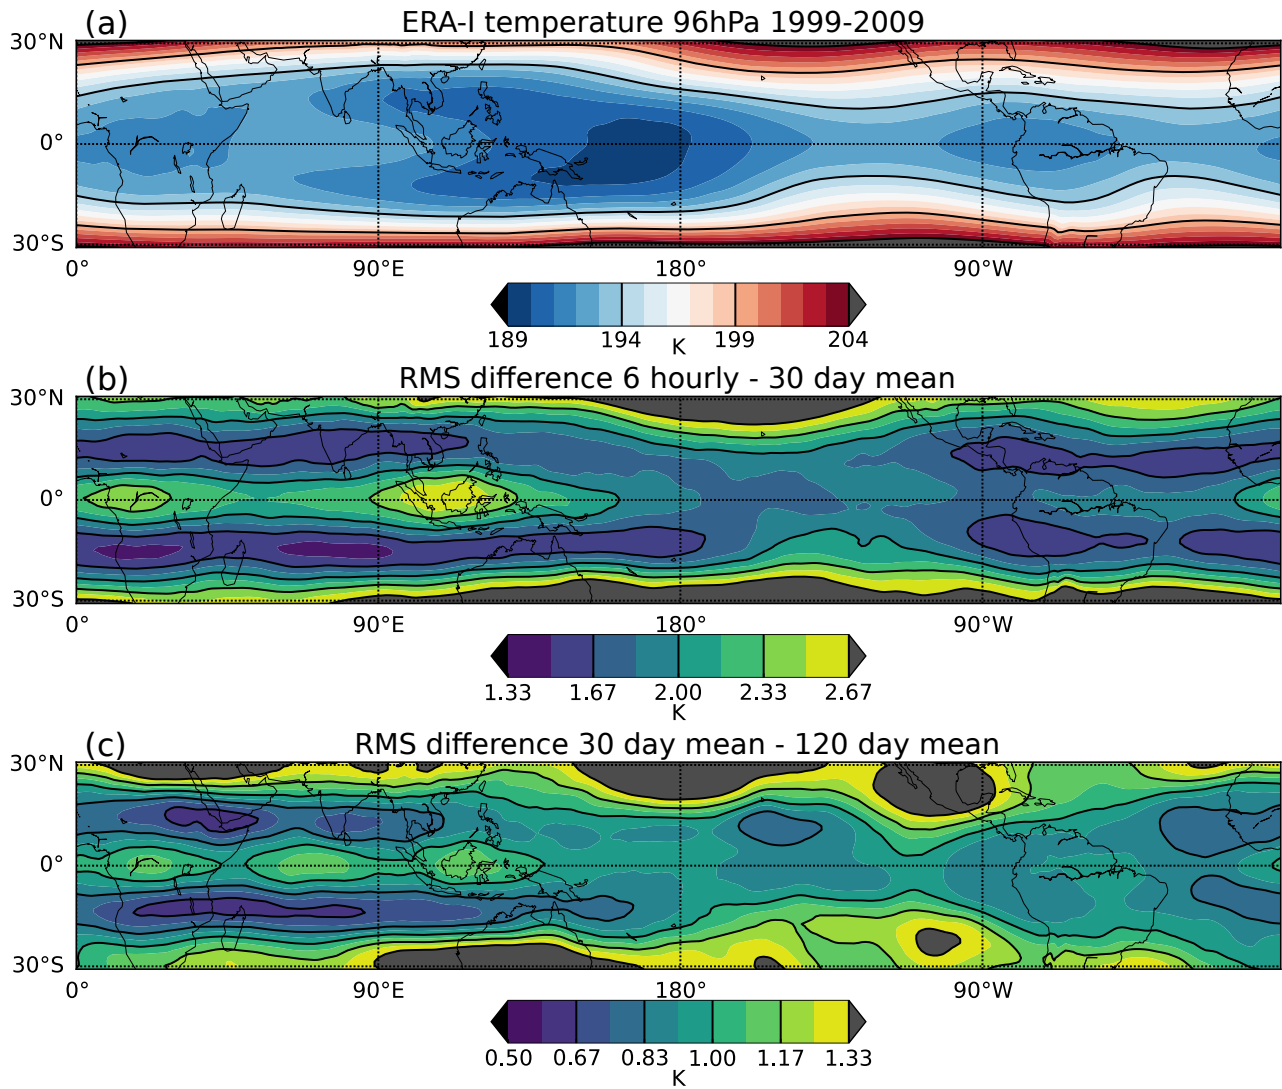 (a) ERA-I temperature 96hPa 1999-2009
30°N
0°
30°S
0° 90°E 180° 90°W
189 194 199 204
K
(b) RMS difference 6 hourly - 30 day mean
30°N
0°
30°S
0° 90°E 180° 90°W
1.33 1.67 2.00 2.33 2.67
K
(c) RMS difference 30 day mean - 120 day mean
30°N
0°
30°S
0° 90°E 180° 90°W
0.50 0.67 0.83 1.00 1.17 1.33
K